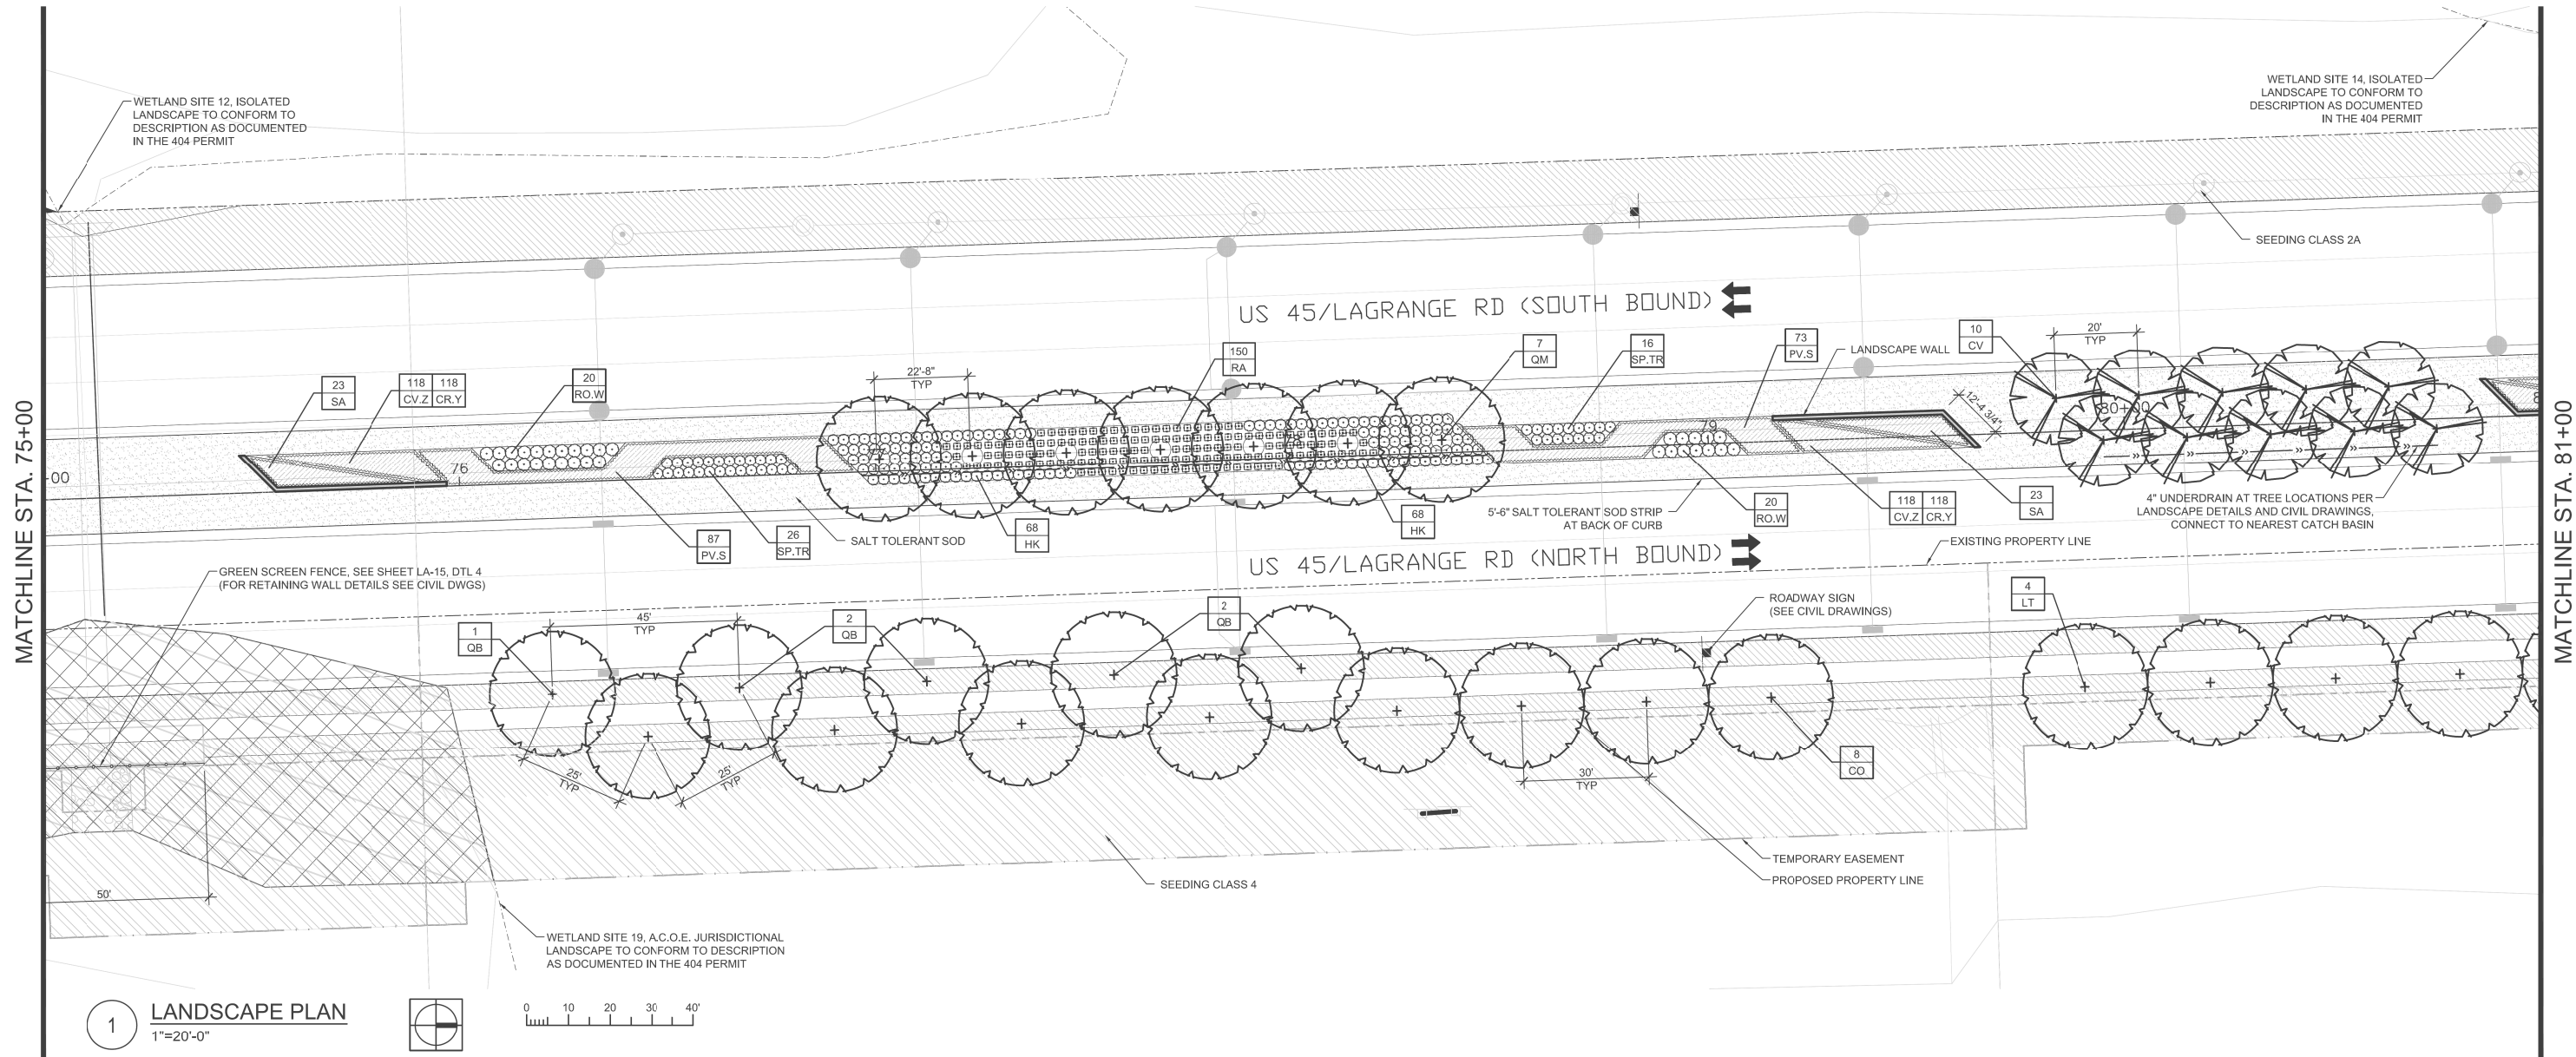 WETLAND SITE 12, ISOLATED
LANDSCAPE TO CONFORM TO
DESCRIPTION AS DOCUMENTED
IN THE 404 PERMIT
WETLAND SITE 14, ISOLATED
LANDSCAPE TO CONFORM TO
DESCRIPTION AS DOCUMENTED
IN THE 404 PERMIT
SEEDING CLASS 2A
US 45/LAGRANGE RD (SOUTH BOUND)
MATCHLINE STA. 75+00
MATCHLINE STA. 81+00
23
SA
118 118
CV.Z CR.Y
20
RO.W
22'-8"
TYP
150
RA
7
QM
16
SP.TR
73
PV.S
LANDSCAPE WALL
10
CV
20'
TYP
12'-4 3/4"
00
76
77
79
80+00
8
87
PV.S
26
SP.TR
SALT TOLERANT SOD
68
HK
68
HK
5'-6" SALT TOLERANT SOD STRIP
AT BACK OF CURB
20
RO.W
118 118
CV.Z CR.Y
23
SA
4" UNDERDRAIN AT TREE LOCATIONS PER
LANDSCAPE DETAILS AND CIVIL DRAWINGS,
CONNECT TO NEAREST CATCH BASIN
US 45/LAGRANGE RD (NORTH BOUND)
EXISTING PROPERTY LINE
GREEN SCREEN FENCE, SEE SHEET LA-15, DTL 4
(FOR RETAINING WALL DETAILS SEE CIVIL DWGS)
1
QB
45'
TYP
2
QB
2
QB
ROADWAY SIGN
(SEE CIVIL DRAWINGS)
4
LT
25'
TYP
25'
TYP
30'
TYP
8
CO
50'
TEMPORARY EASEMENT
PROPOSED PROPERTY LINE
SEEDING CLASS 4
WETLAND SITE 19, A.C.O.E. JURISDICTIONAL
LANDSCAPE TO CONFORM TO DESCRIPTION
AS DOCUMENTED IN THE 404 PERMIT
1
LANDSCAPE PLAN
1"=20'-0"
0 10 20 30 40'